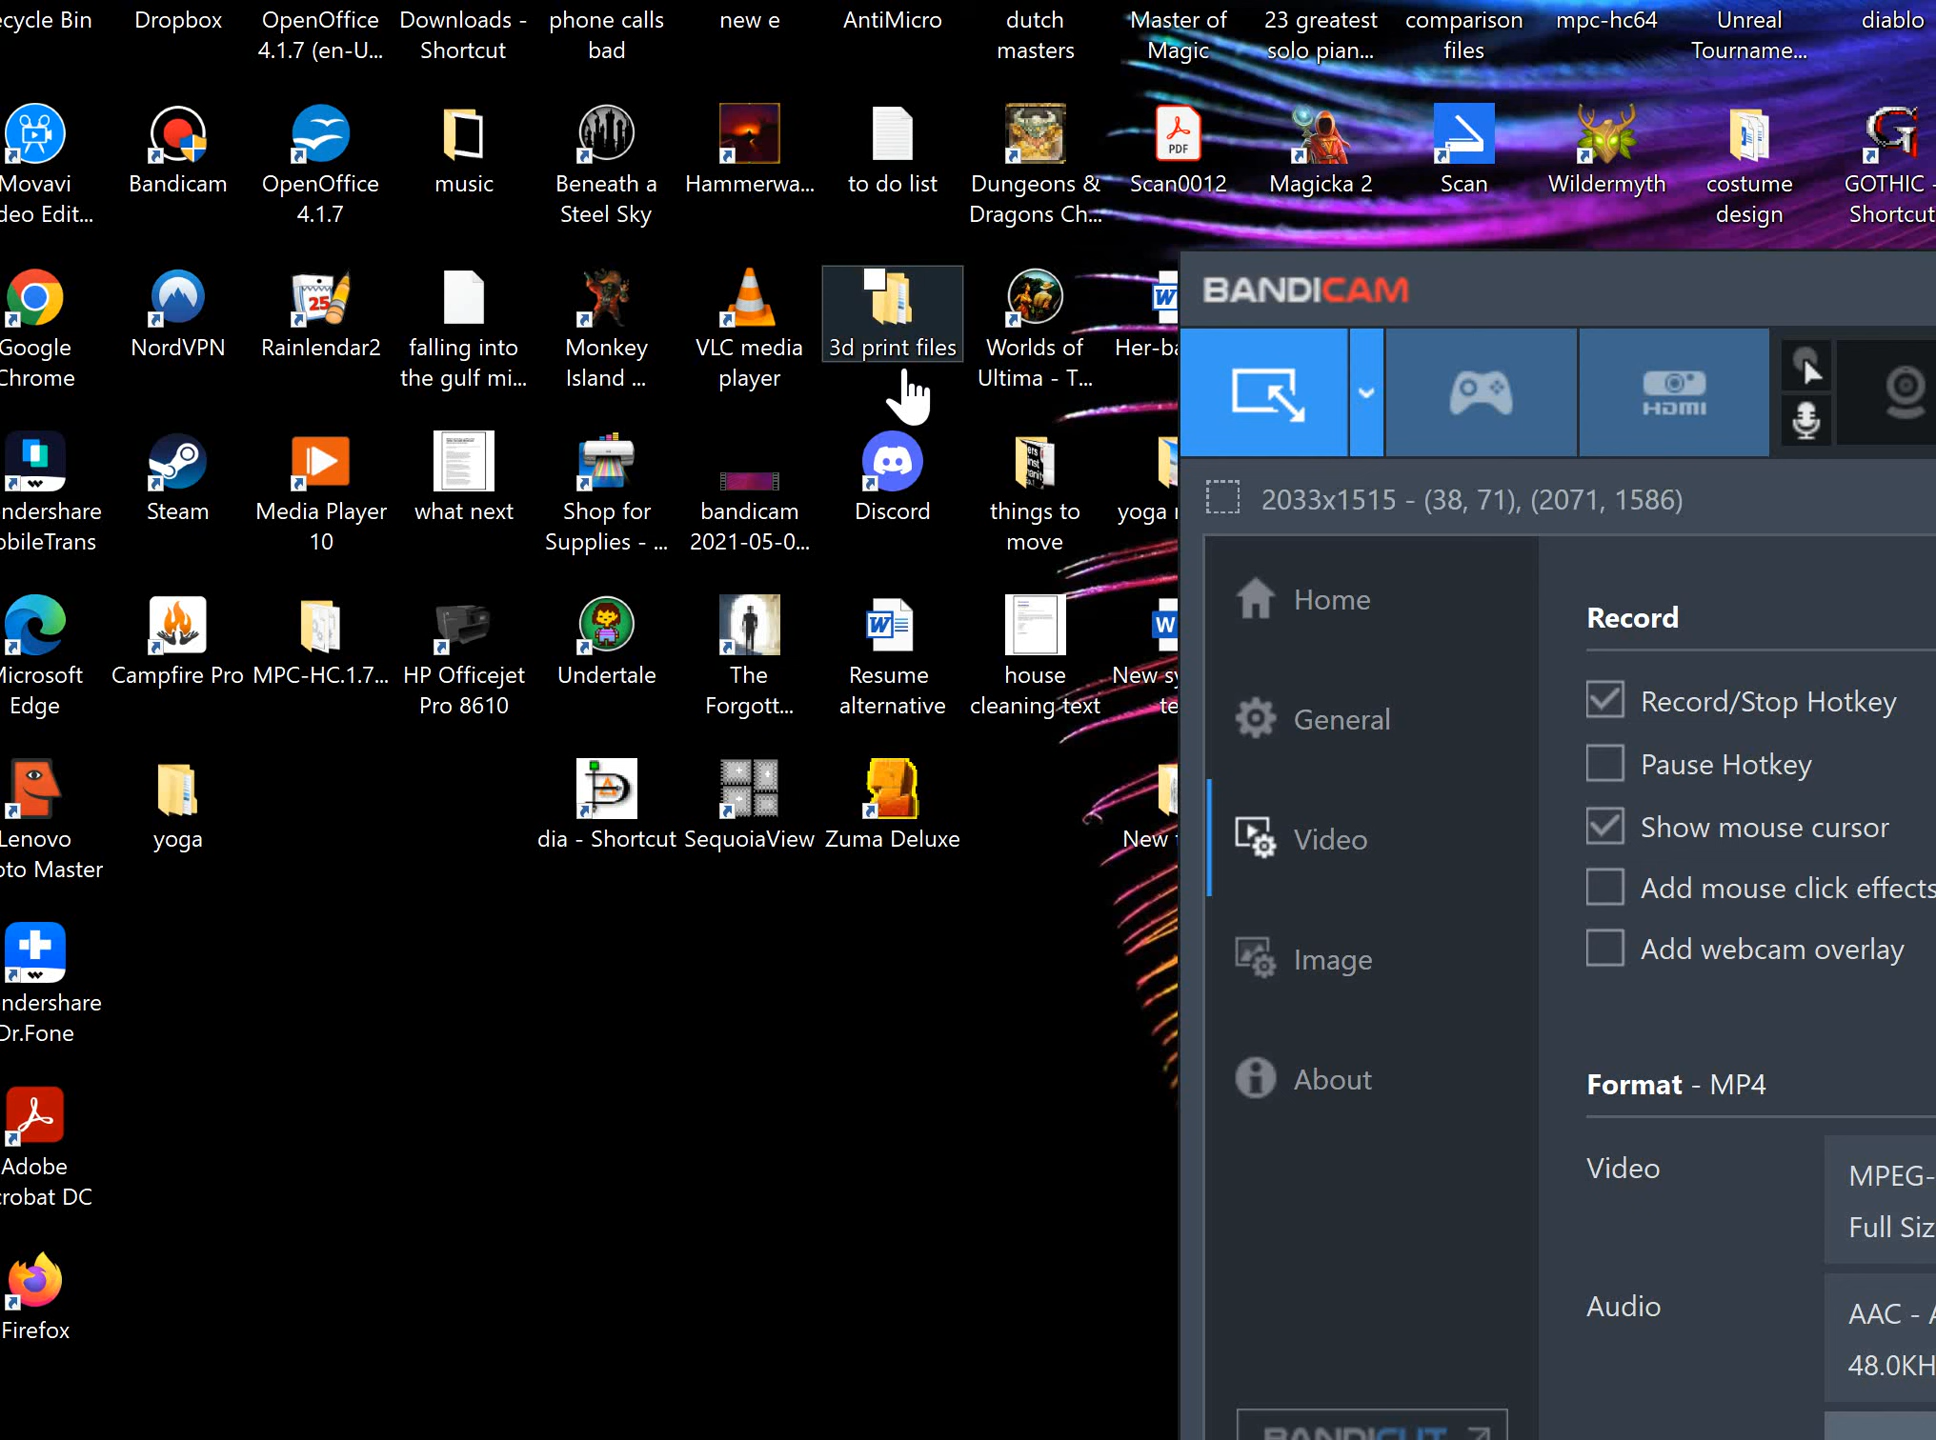 ecycle Bin
Dropbox
OpenOffice
4.1.7 (en-U...
Downloads -
Shortcut
phone calls
bad
new e
AntiMicro
dutch
masters
Master of
Magic
23 greatest
solo pian...
comparison
files
mpc-hc64
Unreal
Tourname...
diablo
Movavi
deo Edit...
Bandicam
OpenOffice
4.1.7
music
Beneath a
Steel Sky
Hammerwa...
to do list
Dungeons &
Dragons Ch...
PDF
Scan0012
Magicka 2
Scan
Wildermyth
costume
design
GOTHIC -
Shortcut
Google
Chrome
NordVPN
25
Rainlendar2
falling into
the gulf mi...
Monkey
Island ...
VLC media
player
3d print files
Worlds of
Ultima - T...
W
Her-ba
BANDICAM
HDMI
2033x1515 - (38, 71), (2071, 1586)
ndershare
obileTrans
Steam
Media Player
10
what next
Shop for
Supplies - ...
bandicam
2021-05-0...
Discord
things to
move
yoga
Microsoft
Edge
Campfire Pro
MPC-HC.1.7...
HP Officejet
Pro 8610
Undertale
The
Forgott...
W
Resume
alternative
house
cleaning text
W
New sy
te
Lenovo
oto Master
yoga
dia - Shortcut
SequoiaView
Zuma Deluxe
New
ndershare
Dr.Fone
Adobe
crobat DC
Firefox
Home
General
Video
Image
About
BANDICUT
Record
Record/Stop Hotkey
Pause Hotkey
Show mouse cursor
Add mouse click effects
Add webcam overlay
Format - MP4
Video
MPEG-
Full Siz
Audio
AAC - A
48.0KH